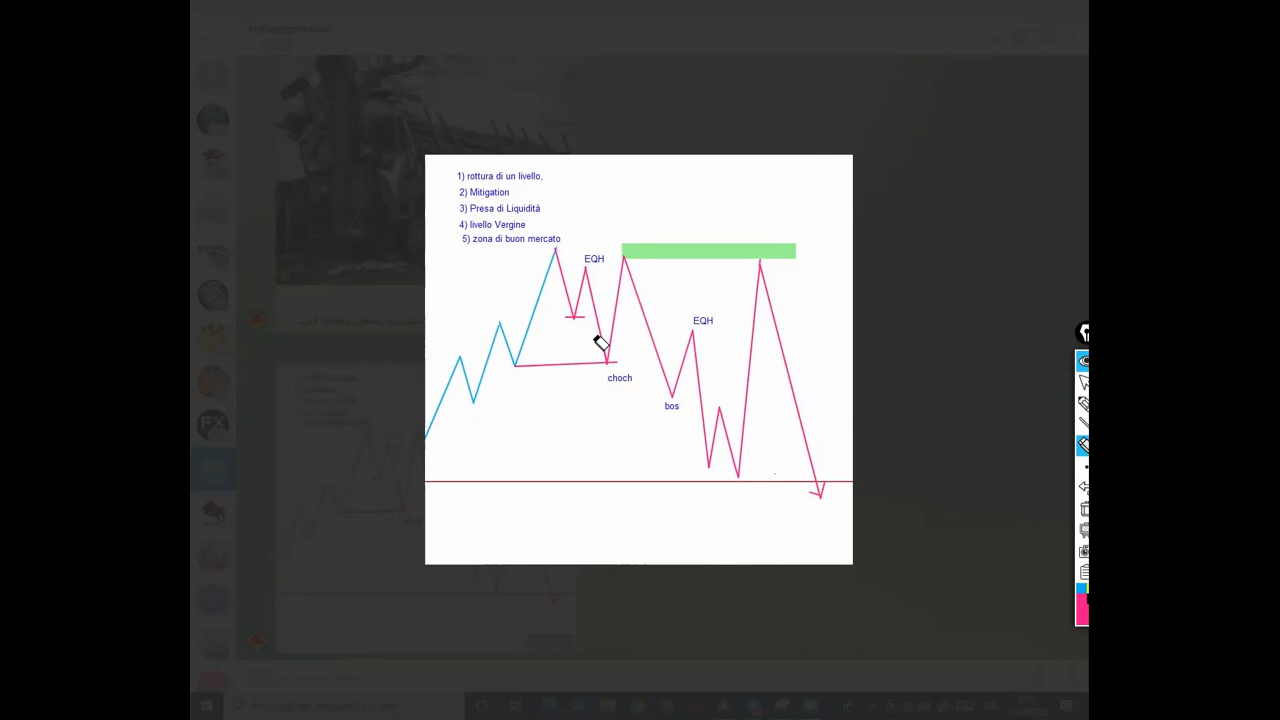 1) rottura di un livello,
2) Mitigation
3) Presa di Liquidità
4) livello Vergine
5) zona di buon mercato
EQH
EQH
choch
bos
FX